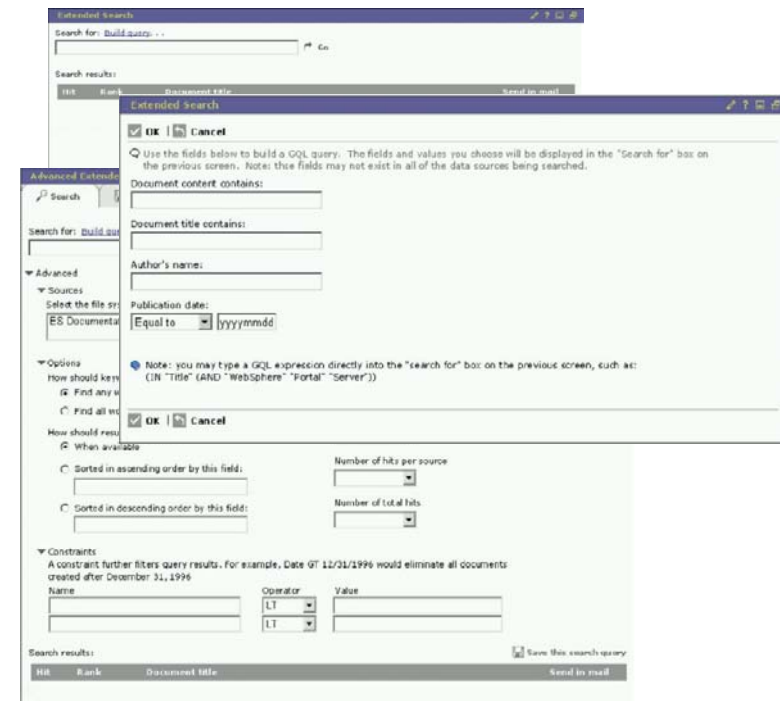 Extended Search
Search for: Build query. . .
Go
Search results:
Hit Rank Document title Send in mail
Extended Search
OK | Cancel
Use the fields below to build a GQL query. The fields and values you choose will be displayed in the "Search for" box on
the previous screen. Note: thse fields may not exist in all of the data sources being searched.
Document content contains:
Document title contains:
Author's name:
Publication date:
Equal to yyyymmdd
Note: you may type a GQL expression directly into the "search for" box on the previous screen, such as:
(IN "Title" (AND "WebSphere" "Portal" "Server"))
OK | Cancel
Advanced Extende
Search
Search for: Build que
Advanced
Sources
Select the file sys
ES Documenta
Options
How should keyw
Find any w
Find all wo
How should resu
When available
Sorted in ascending order by this field:
Number of hits per source
Sorted in descending order by this field:
Number of total hits
Constraints
A constraint further filters query results. For example, Date GT 12/31/1996 would eliminate all documents
created after December 31, 1996
Name Operator Value
LT
LT
Search results: Save this search query
Hit Rank Document title Send in mail